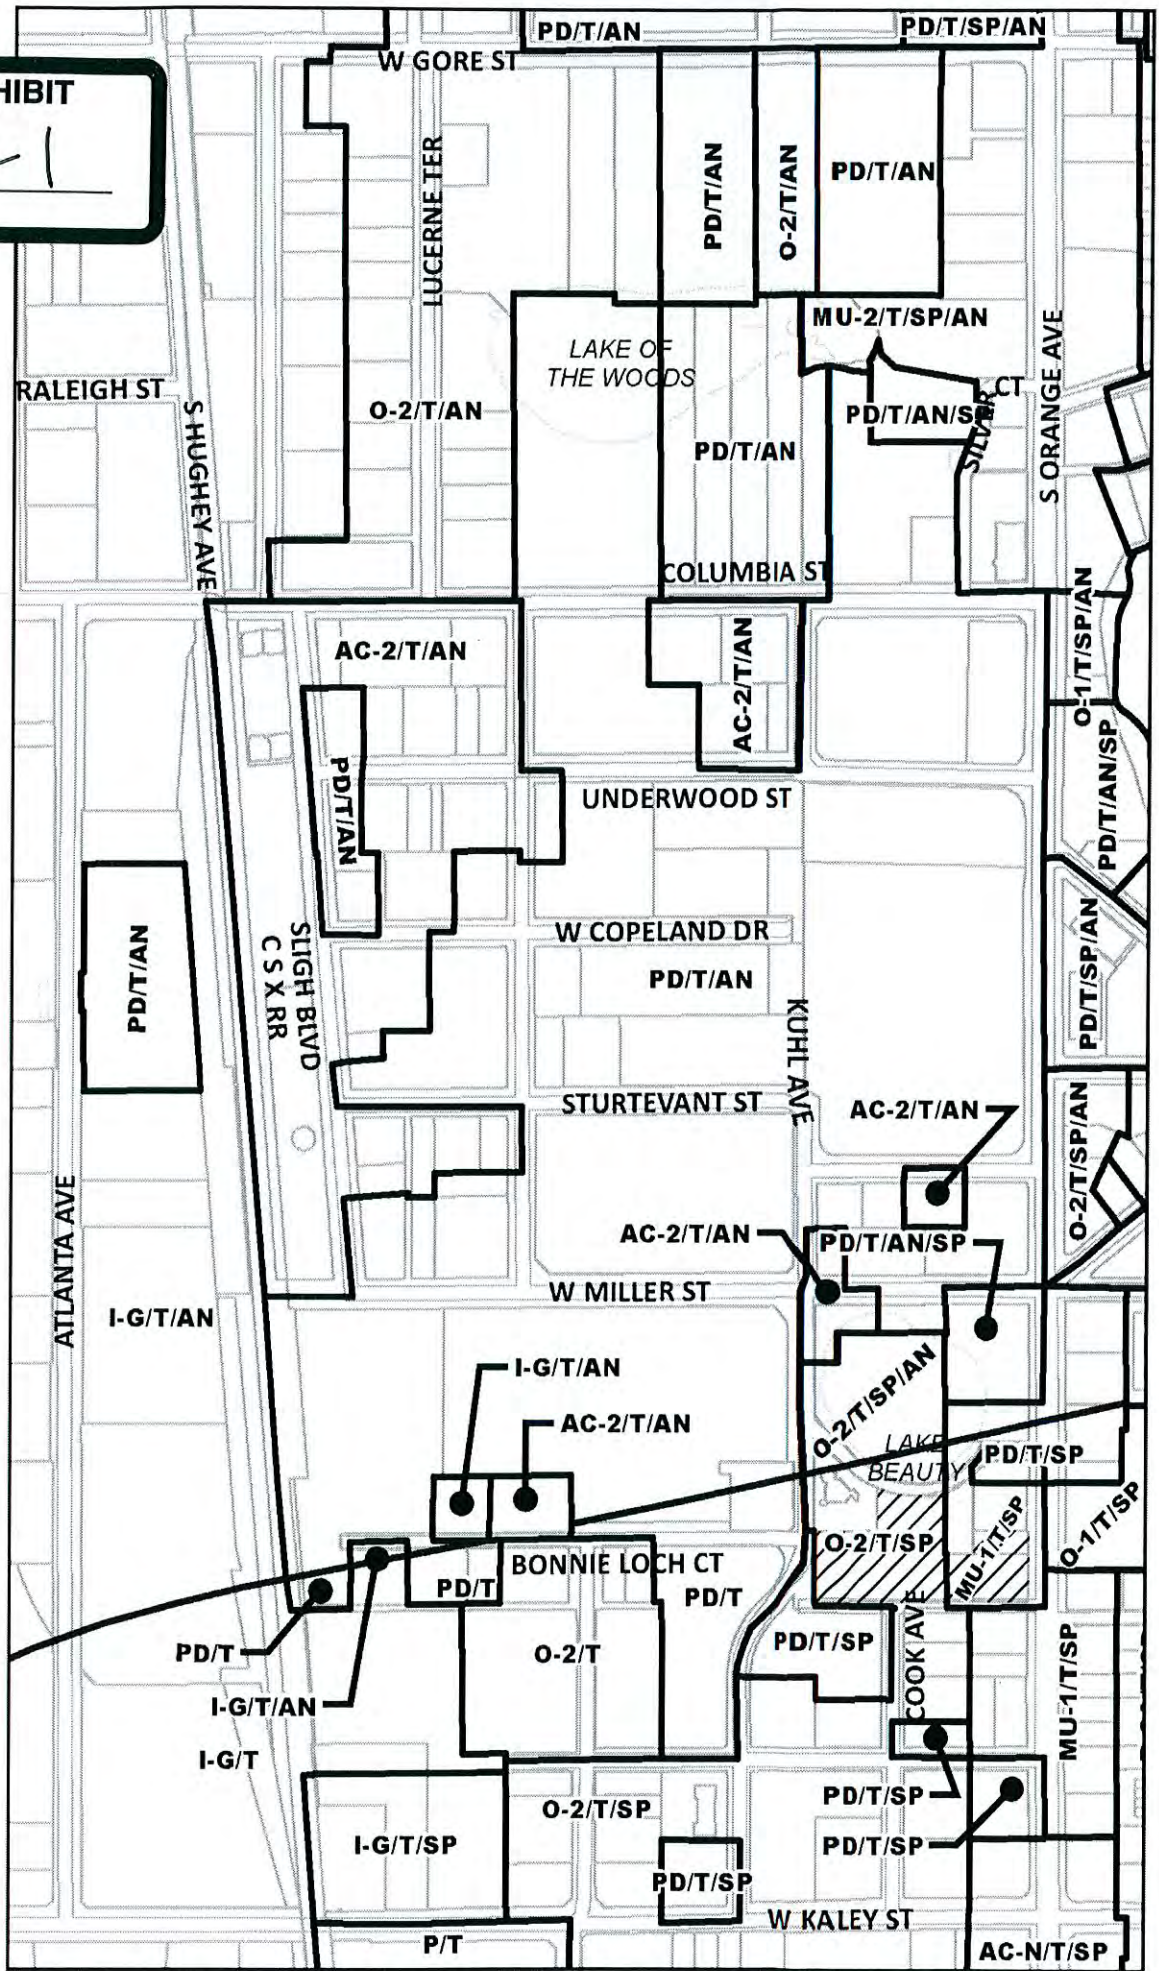 PD/T/AN
PD/T/SP/AN
W GORE ST
HIBIT
LUCERNE TER
PD/T/AN
O-2/T/AN
PD/T/AN
MU-2/T/SP/AN
LAKE OF
THE WOODS
RALEIGH ST
S HUGHEY AVE
O-2/T/AN
PD/T/AN
PD/T/AN/SP
SILVER CT
S ORANGE AVE
COLUMBIA ST
AC-2/T/AN
AC-2/T/AN
O-1/T/SP/AN
PD/T/AN
UNDERWOOD ST
PD/T/AN/SP
PD/T/AN
SLIGH BLVD
C S X RR
W COPELAND DR
PD/T/AN
KUHL AVE
PD/T/SP/AN
STURTEVANT ST
AC-2/T/AN
O-2/T/SP/AN
ATLANTA AVE
AC-2/T/AN
PD/T/AN/SP
W MILLER ST
I-G/T/AN
I-G/T/AN
AC-2/T/AN
O-2/T/SP/AN
LAKE
BEAUTY
PD/T/SP
O-2/T/SP
MU-1/T/SP
O-1/T/SP
BONNIE LOCH CT
PD/T
PD/T
PD/T
O-2/T
PD/T/SP
COOK AVE
MU-1/T/SP
I-G/T/AN
I-G/T
PD/T/SP
O-2/T/SP
I-G/T/SP
PD/T/SP
PD/T/SP
W KALEY ST
P/T
AC-N/T/SP